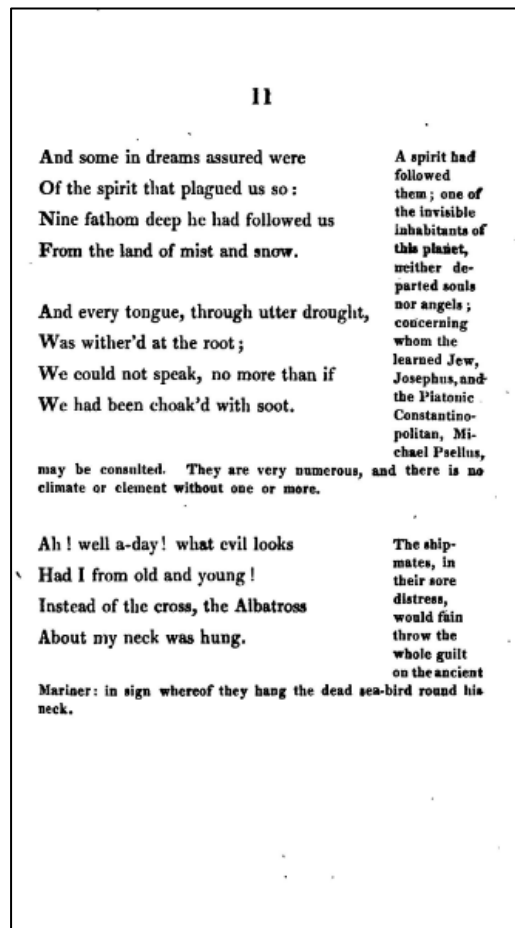 11
And some in dreams assured were
Of the spirit that plagued us so:
Nine fathom deep he had followed us
From the land of mist and snow.
And every tongue, through utter drought,
Was wither'd at the root;
We could not speak, no more than if
We had been choak'd with soot.
A spirit had
followed
them; one of
the invisible
inhabitants of
this planet,
neither de-
parted souls
nor angels;
concerning
whom the
learned Jew,
Josephus, and
the Platonic
Constantino-
politan, Mi-
chael Psellus,
may be consulted. They are very numerous, and there is no
climate or element without one or more.
Ah! well a-day! what evil looks
Had I from old and young!
Instead of the cross, the Albatross
About my neck was hung.
The ship-
mates, in
their sore
distress,
would fain
throw the
whole guilt
on the ancient
Mariner: in sign whereof they hang the dead sea-bird round his
neck.